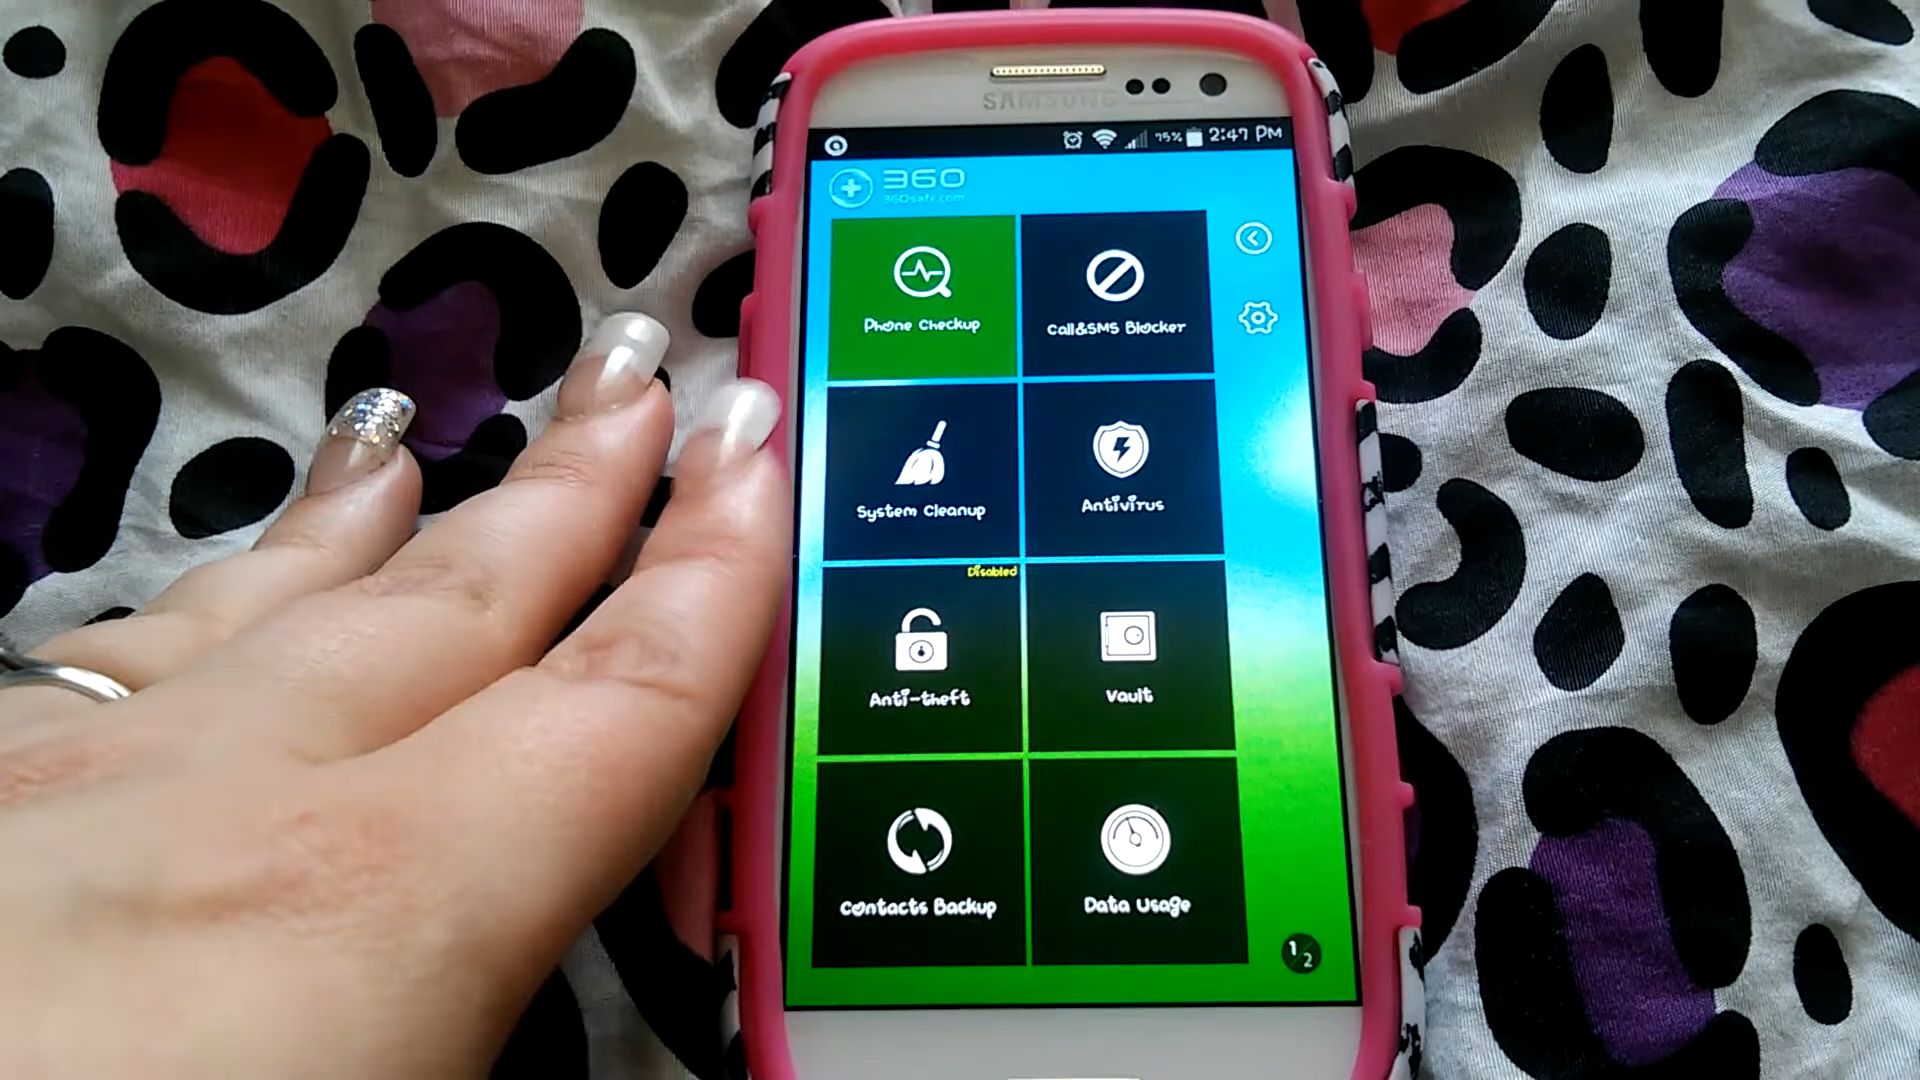 SAMSUNG
75% 2:47 PM
360
360safe.com
Phone Checkup
Call&SMS Blocker
System Cleanup
Antivirus
Disabled
Anti-theft
Vault
Contacts Backup
Data Usage
1/2